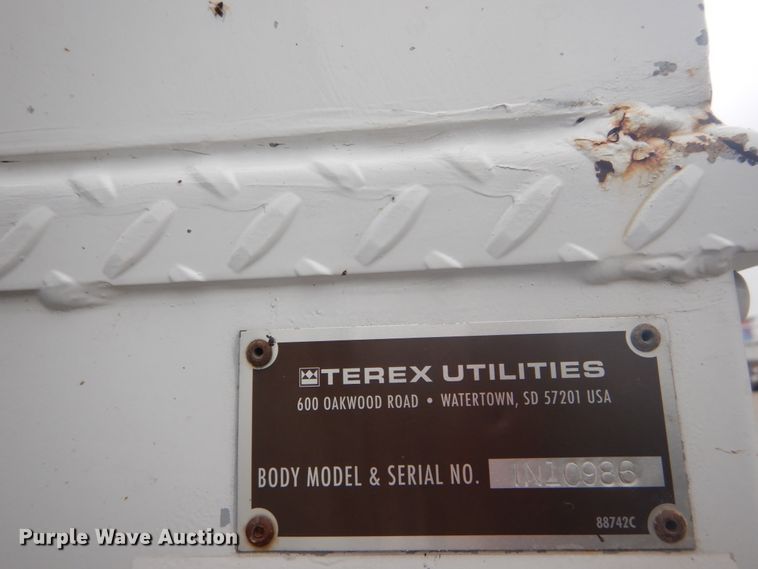 TEREX UTILITIES
600 OAKWOOD ROAD • WATERTOWN, SD 57201 USA
BODY MODEL & SERIAL NO.
88742C
Purple Wave Auction